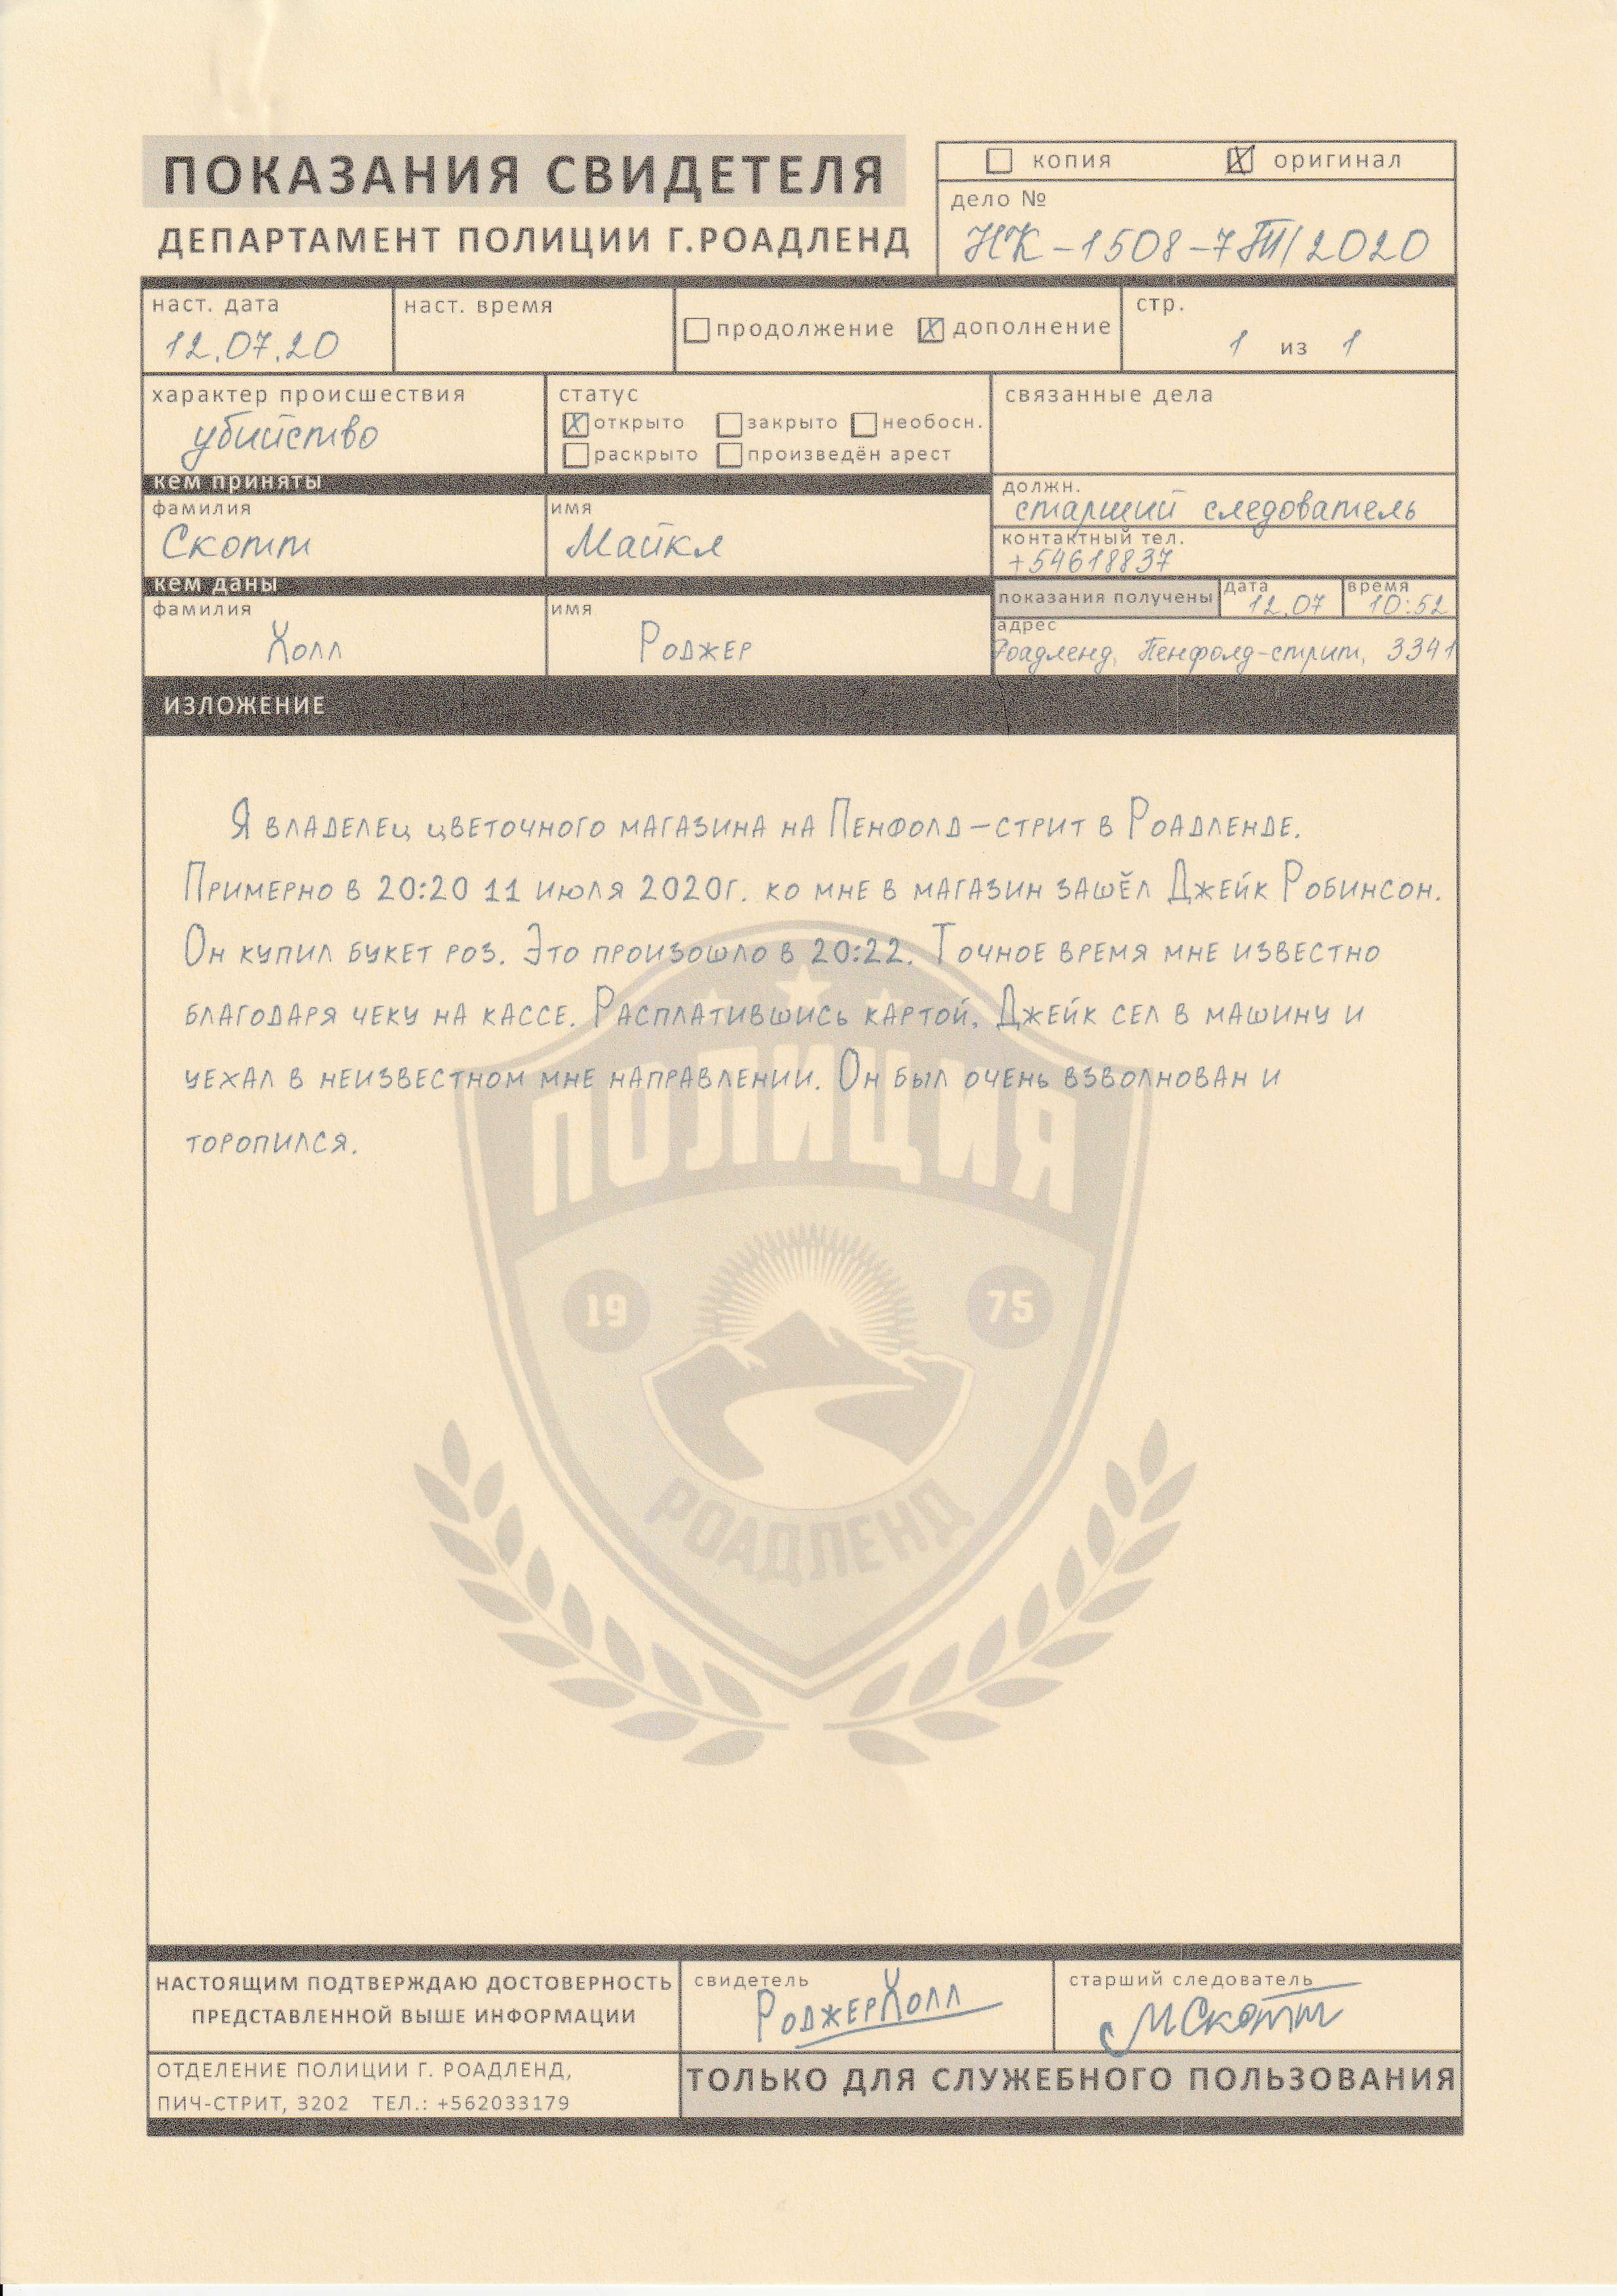 ПОКАЗАНИЯ СВИДЕТЕЛЯ
ДЕПАРТАМЕНТ ПОЛИЦИИ Г.РОАДЛЕНД
копия оригинал
дело №
НК-1508-7ТП/2020
наст. дата
12.07.20
наст. время
продолжение дополнение
стр.
1 из 1
характер происшествия
убийство
статус
открыто закрыто необосн.
раскрыто произведён арест
связанные дела
кем приняты
фамилия
Скотт
имя
Майкл
должн.
старший следователь
контактный тел.
+54618837
кем даны
фамилия
Холл
имя
Роджер
показания получены
дата
12.07
время
10:52
адрес
Роадленд, Пенфолд-стрит, 3341
ИЗЛОЖЕНИЕ
Я владелец цветочного магазина на Пенфолд-стрит в Роадленде.
Примерно в 20:20 11 июля 2020г. ко мне в магазин зашёл Джейк Робинсон.
Он купил букет роз. Это произошло в 20:22. Точное время мне известно
благодаря чеку на кассе. Расплатившись картой, Джейк сел в машину и
уехал в неизвестном мне направлении. Он был очень взволнован и
торопился.
ПОЛИЦИЯ
19 75
РОАДЛЕНД
НАСТОЯЩИМ ПОДТВЕРЖДАЮ ДОСТОВЕРНОСТЬ
ПРЕДСТАВЛЕННОЙ ВЫШЕ ИНФОРМАЦИИ
свидетель
РоджерХолл
старший следователь
МСкотт
ОТДЕЛЕНИЕ ПОЛИЦИИ Г. РОАДЛЕНД,
ПИЧ-СТРИТ, 3202 ТЕЛ.: +562033179
ТОЛЬКО ДЛЯ СЛУЖЕБНОГО ПОЛЬЗОВАНИЯ